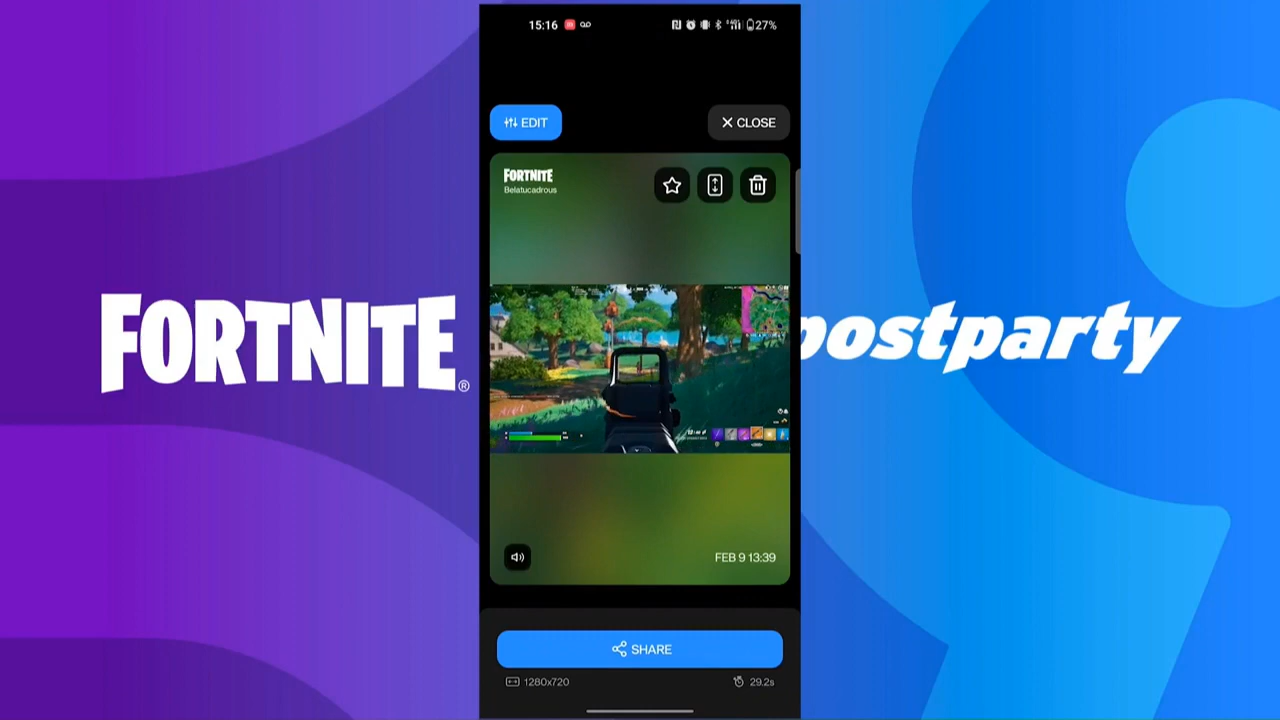 15:16
27%
EDIT
CLOSE
FORTNITE
Belatucadrous
FORTNITE®
postparty
FEB 9 13:39
SHARE
1280x720
29.2s